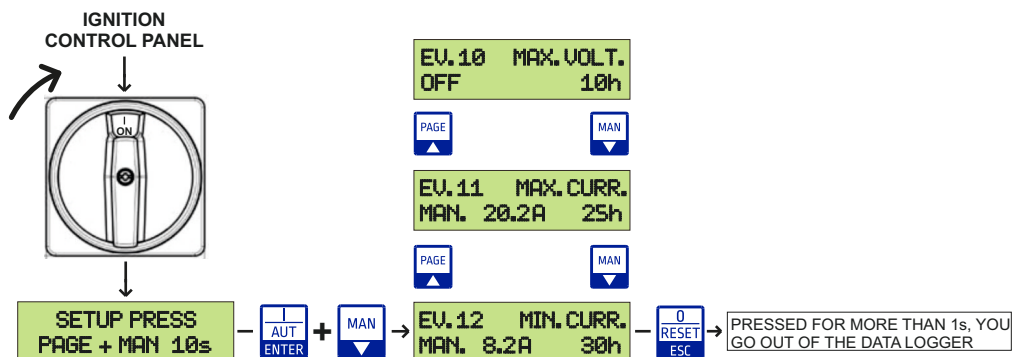 IGNITION
CONTROL PANEL
I
ON
EV.10 MAX.VOLT.
OFF 10h
PAGE
MAN
EV.11 MAX.CURR.
MAN. 20.2A 25h
PAGE
MAN
SETUP PRESS
PAGE + MAN 10s
–
I
AUT
ENTER
+
MAN
EV.12 MIN.CURR.
MAN. 8.2A 30h
–
0
RESET
ESC
PRESSED FOR MORE THAN 1s, YOU
GO OUT OF THE DATA LOGGER